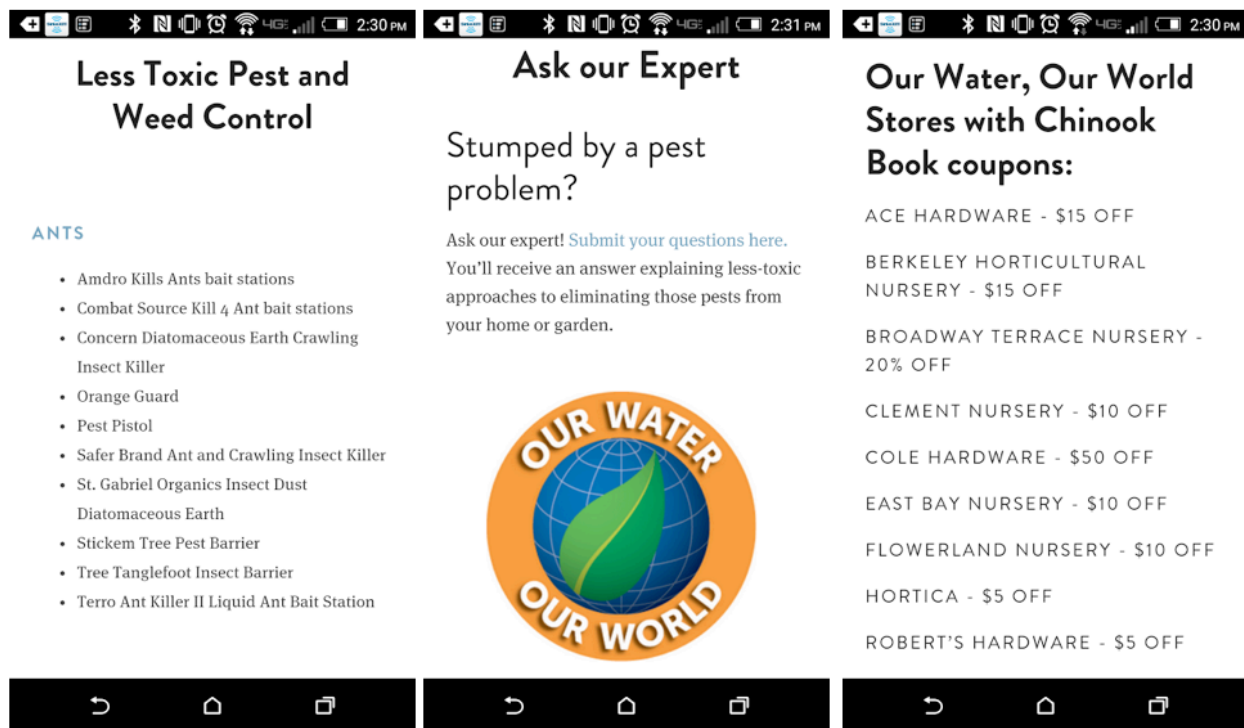 4G 2:30 PM
Less Toxic Pest and
Weed Control
ANTS
• Amdro Kills Ants bait stations
• Combat Source Kill 4 Ant bait stations
• Concern Diatomaceous Earth Crawling
Insect Killer
• Orange Guard
• Pest Pistol
• Safer Brand Ant and Crawling Insect Killer
• St. Gabriel Organics Insect Dust
Diatomaceous Earth
• Stickem Tree Pest Barrier
• Tree Tanglefoot Insect Barrier
• Terro Ant Killer II Liquid Ant Bait Station
4G 2:31 PM
Ask our Expert
Stumped by a pest
problem?
Ask our expert! Submit your questions here.
You'll receive an answer explaining less-toxic
approaches to eliminating those pests from
your home or garden.
OUR WATER
OUR WORLD
4G 2:30 PM
Our Water, Our World
Stores with Chinook
Book coupons:
ACE HARDWARE - $15 OFF
BERKELEY HORTICULTURAL
NURSERY - $15 OFF
BROADWAY TERRACE NURSERY -
20% OFF
CLEMENT NURSERY - $10 OFF
COLE HARDWARE - $50 OFF
EAST BAY NURSERY - $10 OFF
FLOWERLAND NURSERY - $10 OFF
HORTICA - $5 OFF
ROBERT'S HARDWARE - $5 OFF